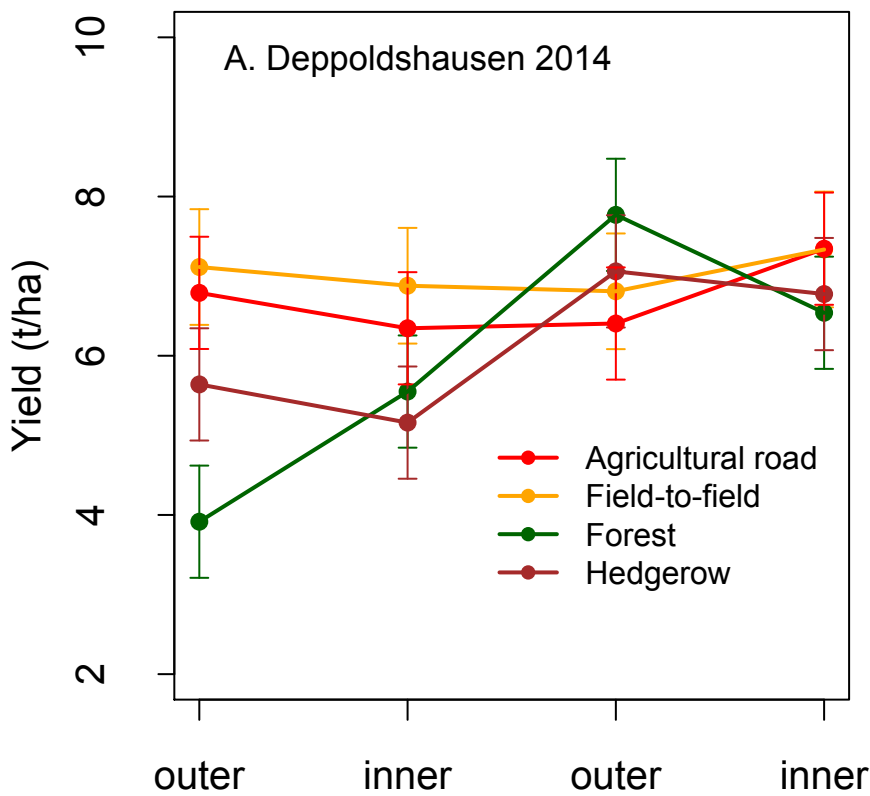 A. Deppoldshausen 2014
Yield (t/ha)
10
8
6
4
2
Agricultural road
Field-to-field
Forest
Hedgerow
outer inner outer inner